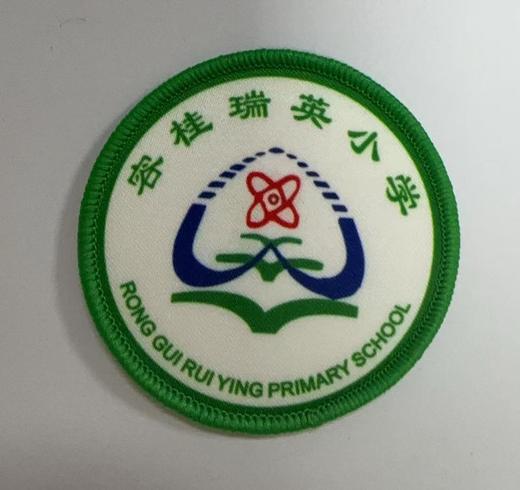 容桂瑞英小学
RONG GUI RUI YING PRIMARY SCHOOL